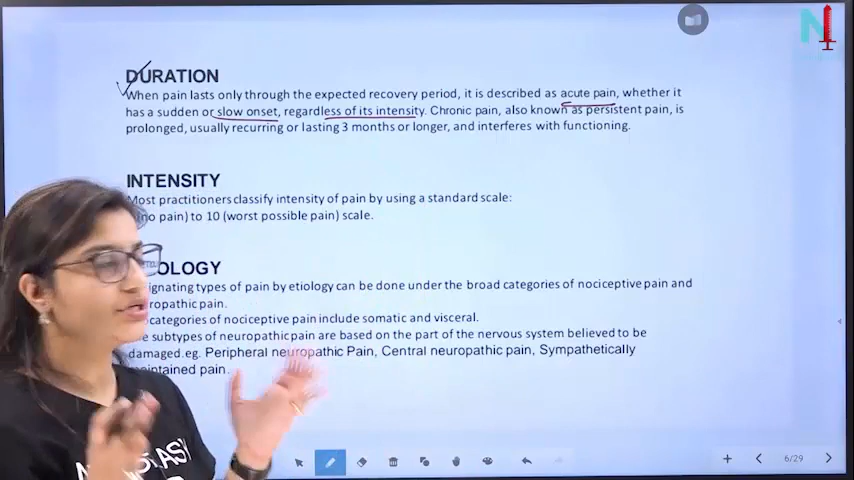 DURATION
When pain lasts only through the expected recovery period, it is described as acute pain, whether it
has a sudden or slow onset, regardless of its intensity. Chronic pain, also known as persistent pain, is
prolonged, usually recurring or lasting 3 months or longer, and interferes with functioning.
INTENSITY
Most practitioners classify intensity of pain by using a standard scale:
no pain) to 10 (worst possible pain) scale.
OLOGY
ignating types of pain by etiology can be done under the broad categories of nociceptive pain and
ropathic pain.
categories of nociceptive pain include somatic and visceral.
subtypes of neuropathic pain are based on the part of the nervous system believed to be
damaged.eg. Peripheral neuropathic Pain, Central neuropathic pain, Sympathetically
intained pain.
6/29